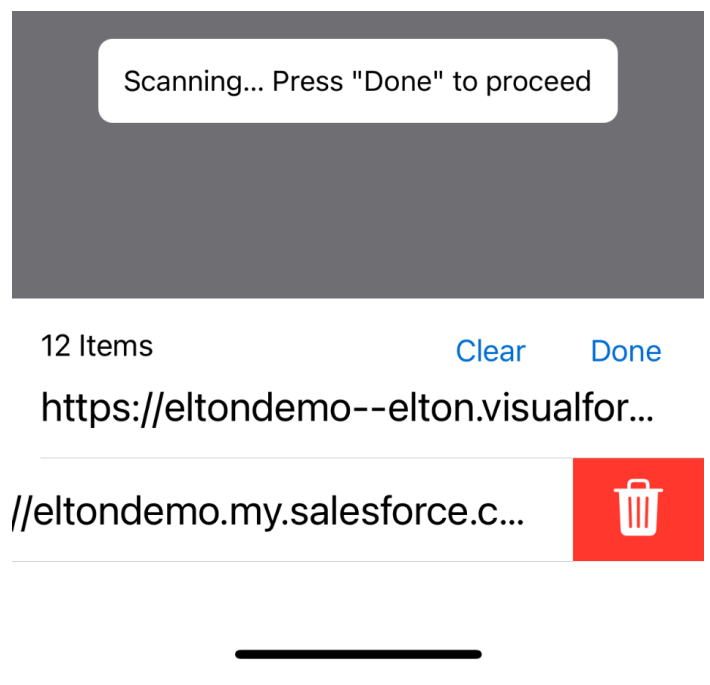 Scanning... Press "Done" to proceed
12 Items Clear Done
https://eltondemo--elton.visualfor...
//eltondemo.my.salesforce.c...